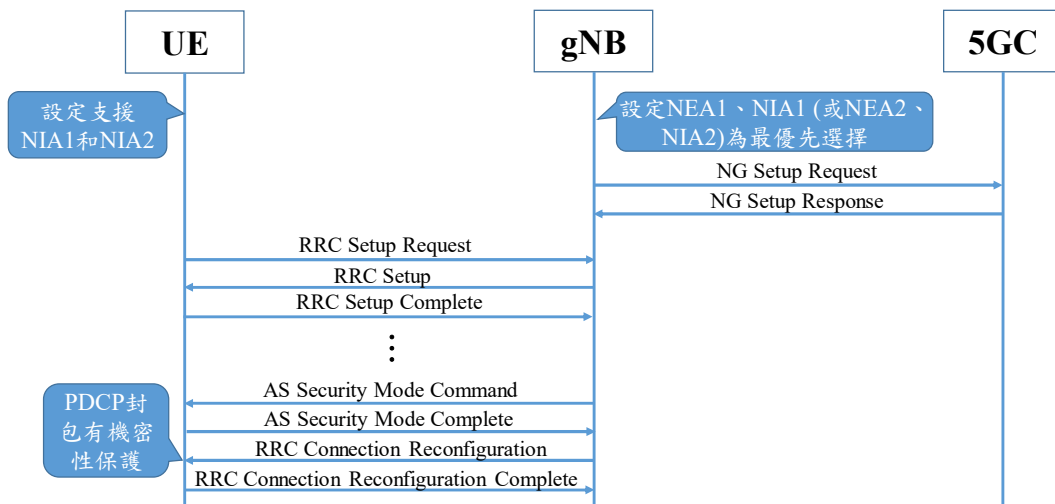 UE
gNB
5GC
設定支援
NIA1和NIA2
設定NEA1、NIA1 (或NEA2、
NIA2)為最優先選擇
NG Setup Request
NG Setup Response
RRC Setup Request
RRC Setup
RRC Setup Complete
AS Security Mode Command
PDCP封
包有機密
性保護
AS Security Mode Complete
RRC Connection Reconfiguration
RRC Connection Reconfiguration Complete